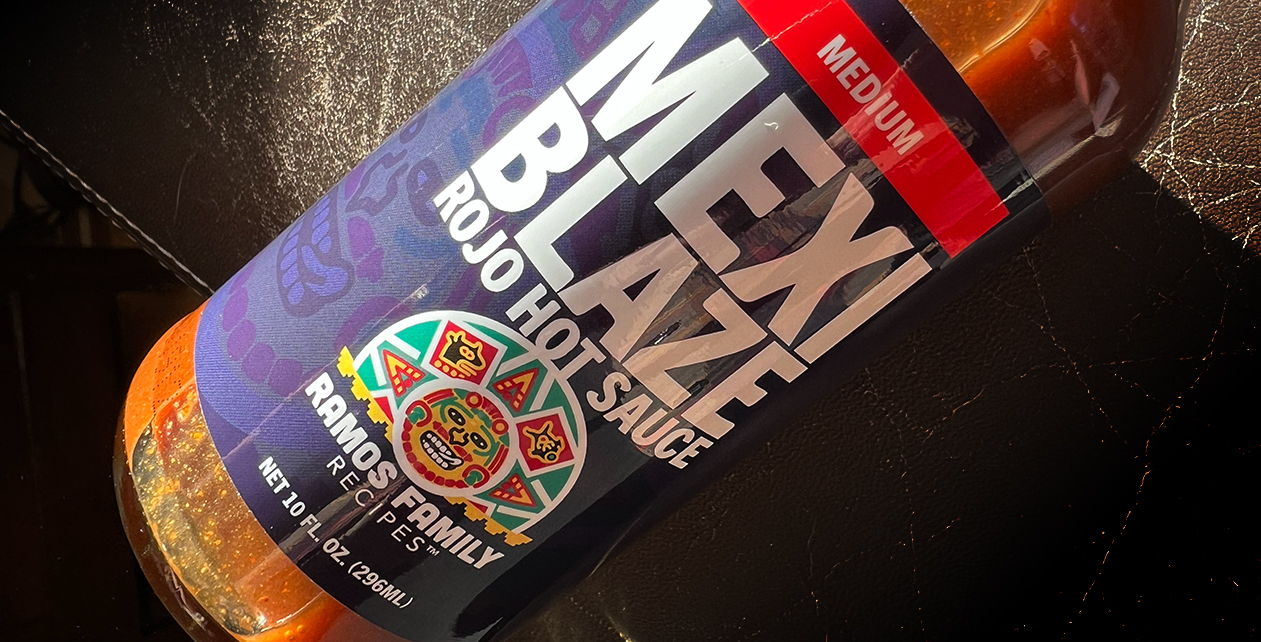 MEDIUM
MEXI
BLAZE
ROJO HOT SAUCE
RAMOS FAMILY
RECIPES™
NET 10 FL. OZ. (296ML)